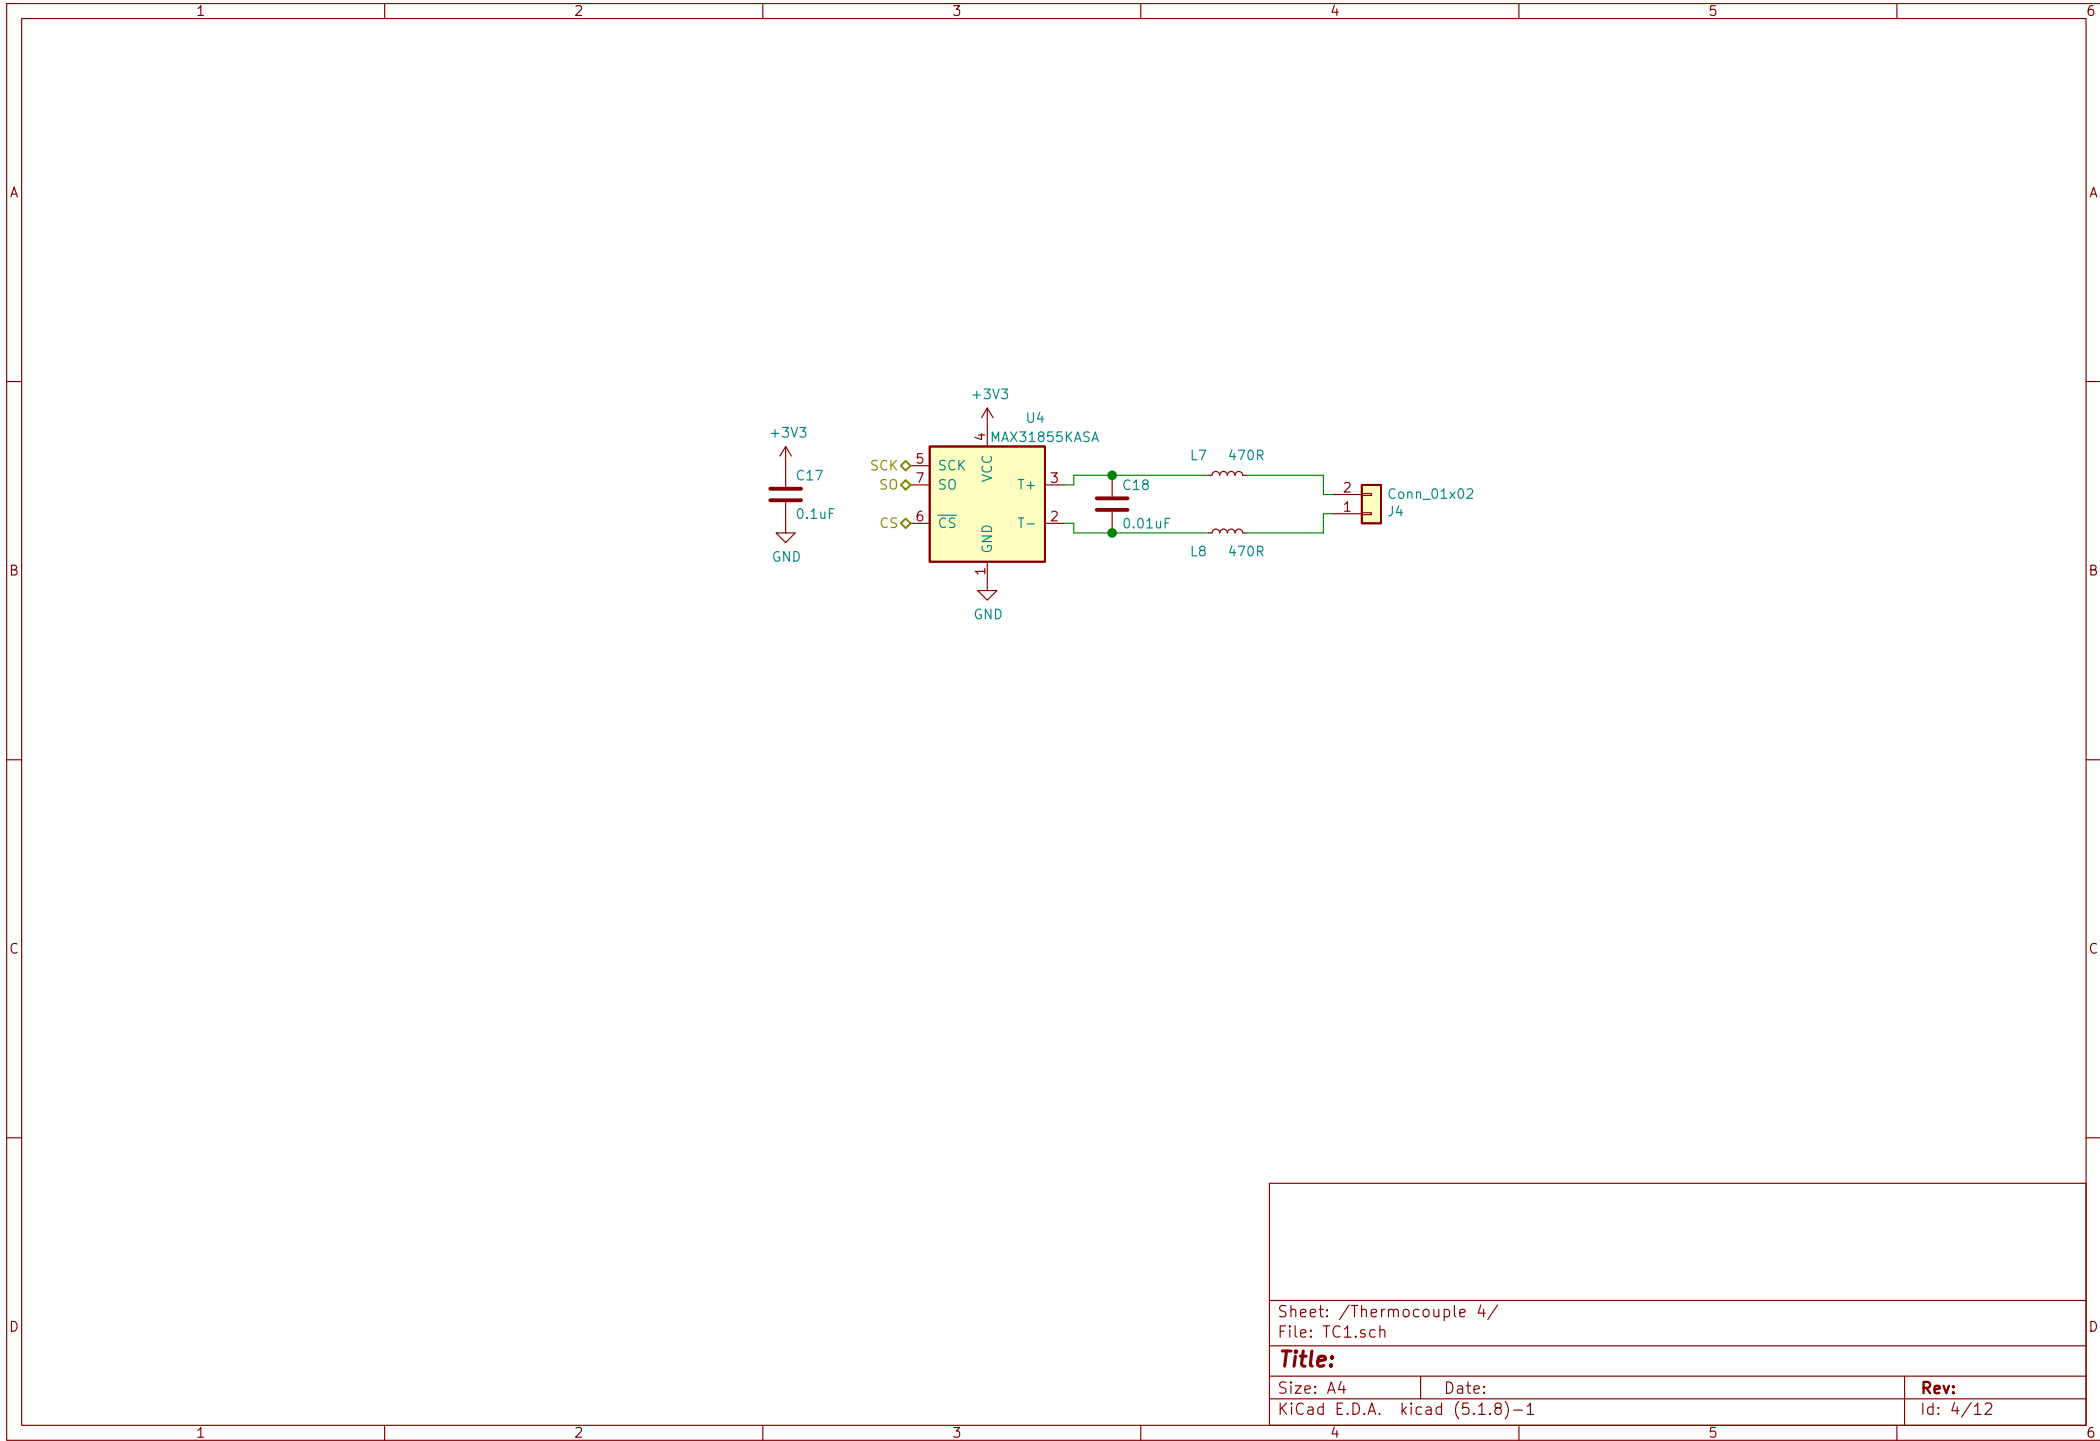 1 2 3 4 5 6
A A
+3V3
U4
MAX31855KASA
4
+3V3
C17
0.1uF
GND
SCK 5 SCK
SO 7 SO
CS 6 CS
VCC
GND
T+ 3
T- 2
1
GND
C18
0.01uF
L7 470R
L8 470R
2 Conn_01x02
1 J4
B B
C C
D D
Sheet: /Thermocouple 4/
File: TC1.sch
Title:
Size: A4 Date: Rev:
KiCad E.D.A. kicad (5.1.8)-1 Id: 4/12
1 2 3 4 5 6